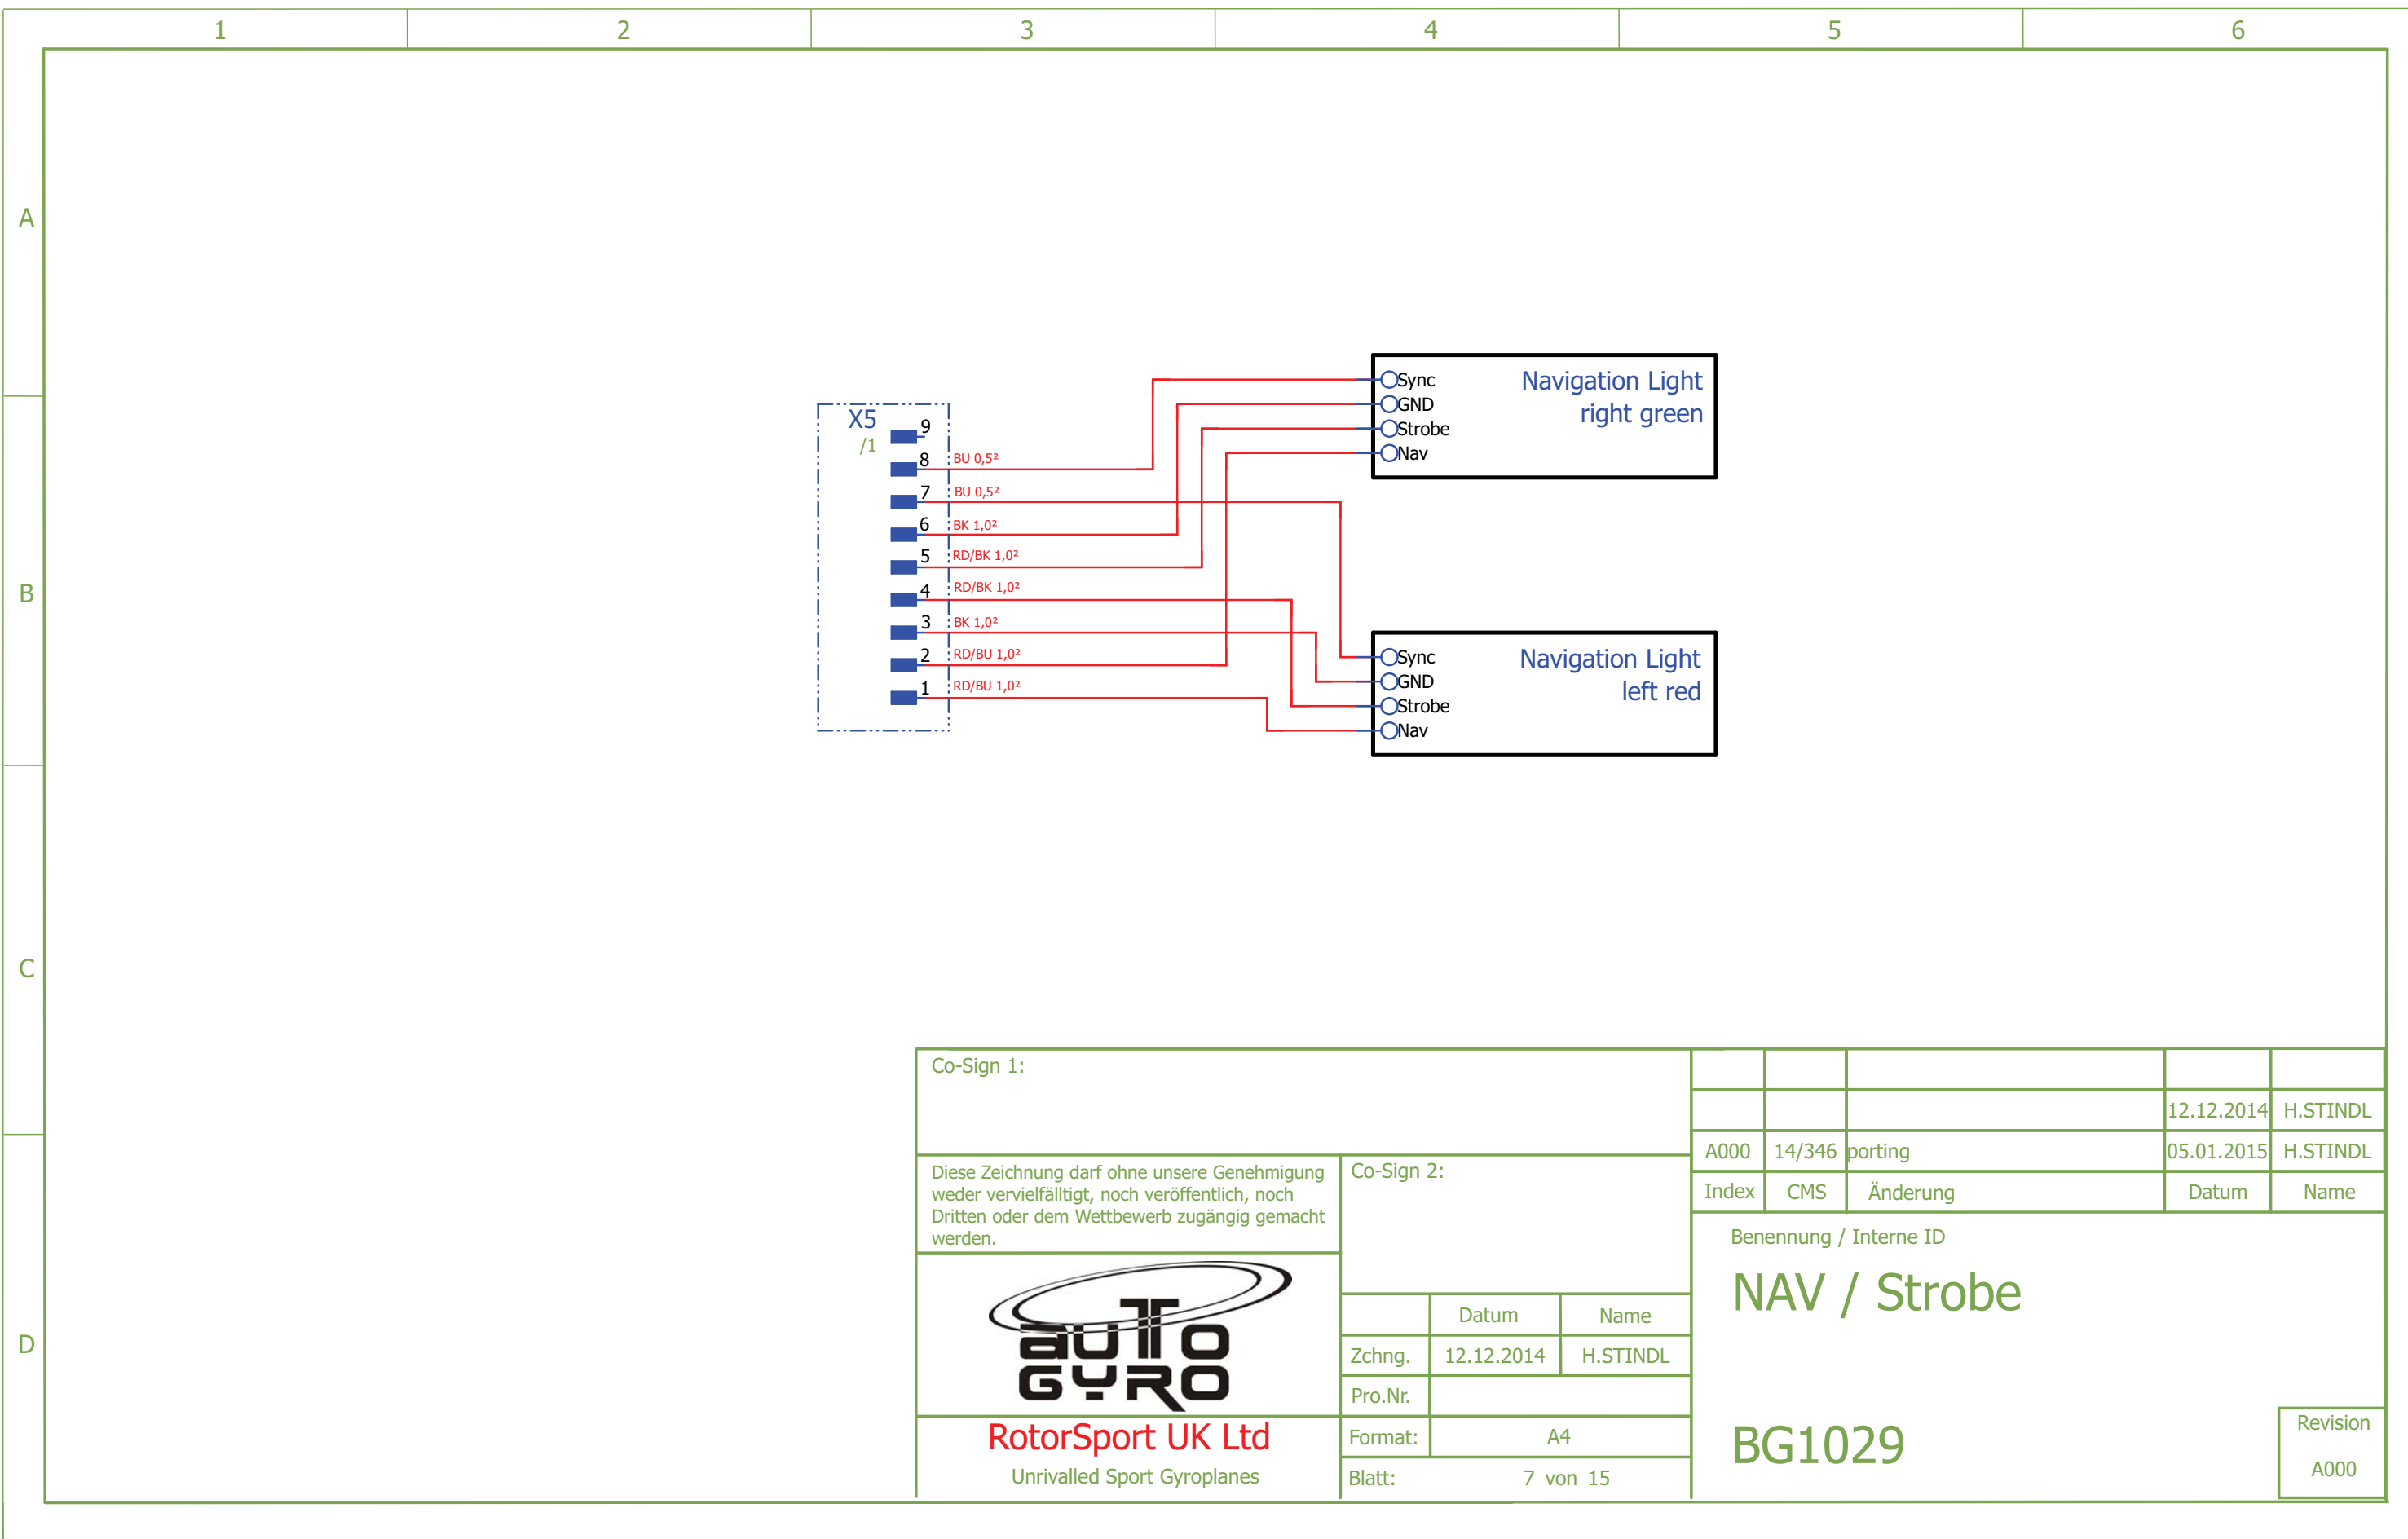 1 2 3 4 5 6
A
B
C
D
X5
/1
9
8 BU 0,5²
7 BU 0,5²
6 BK 1,0²
5 RD/BK 1,0²
4 RD/BK 1,0²
3 BK 1,0²
2 RD/BU 1,0²
1 RD/BU 1,0²
Sync
GND
Strobe
Nav
Navigation Light
right green
Sync
GND
Strobe
Nav
Navigation Light
left red
Co-Sign 1:
Diese Zeichnung darf ohne unsere Genehmigung
weder vervielfälltigt, noch veröffentlich, noch
Dritten oder dem Wettbewerb zugängig gemacht
werden.
Co-Sign 2:
auTTo
GYRO
RotorSport UK Ltd
Unrivalled Sport Gyroplanes
Datum Name
Zchng. 12.12.2014 H.STINDL
Pro.Nr.
Format: A4
Blatt: 7 von 15
12.12.2014 H.STINDL
A000 14/346 porting 05.01.2015 H.STINDL
Index CMS Änderung Datum Name
Benennung / Interne ID
NAV / Strobe
BG1029
Revision
A000